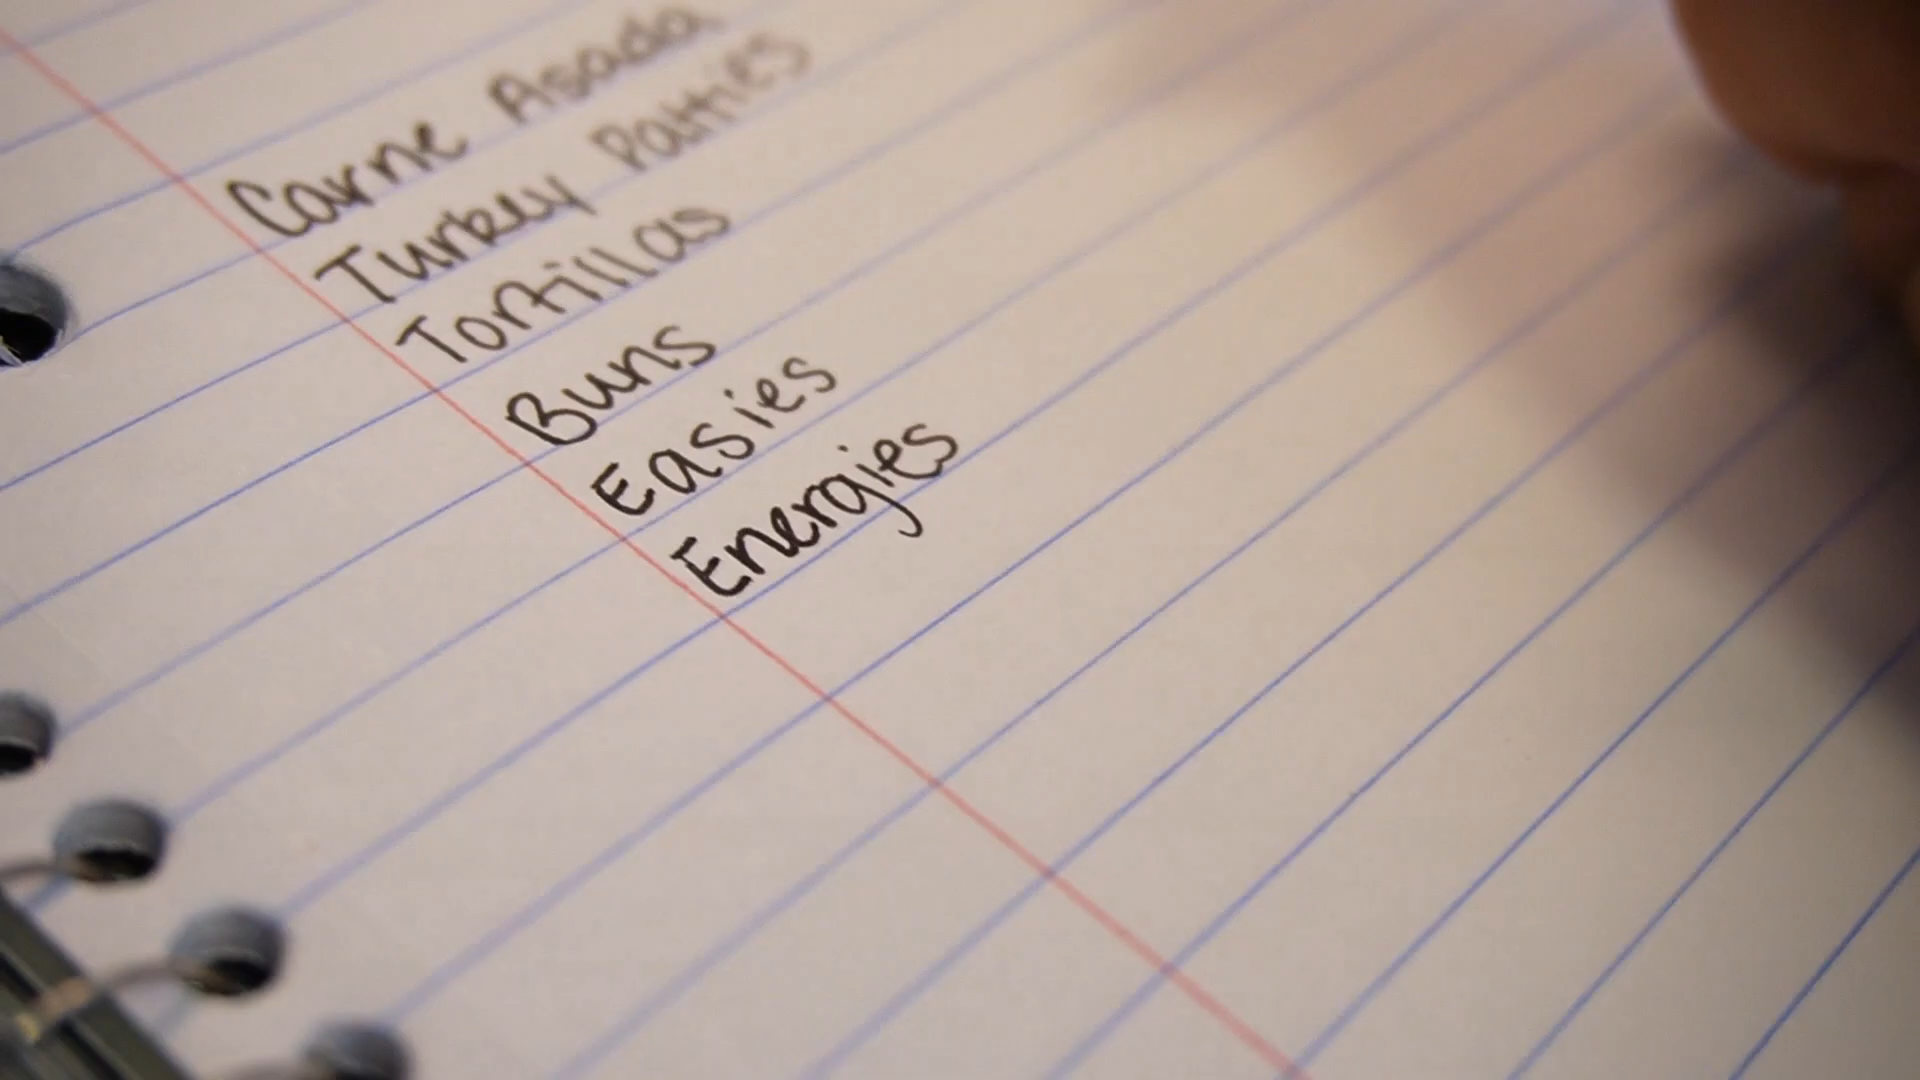 Carne Asada
Turkey Patties
Tortillas
Buns
Easies
Energies